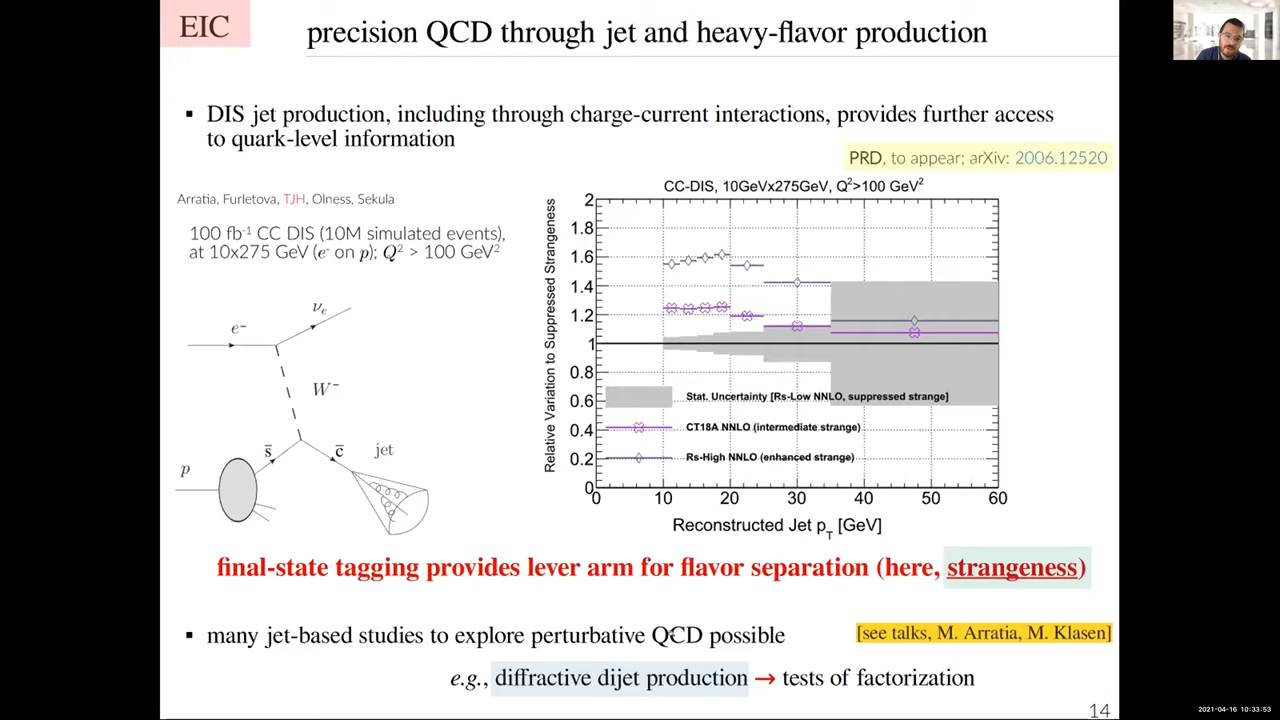 EIC
precision QCD through jet and heavy-flavor production
▪ DIS jet production, including through charge-current interactions, provides further access
to quark-level information
PRD, to appear; arXiv: 2006.12520
Arratia, Furletova, TJH, Olness, Sekula
100 fb⁻¹ CC DIS (10M simulated events),
at 10x275 GeV (e⁻ on p); Q² > 100 GeV²
e⁻
νₑ
W⁻
p
s̄
c̄
jet
CC-DIS, 10GeVx275GeV, Q²>100 GeV²
Relative Variation to Suppressed Strangeness
2
1.8
1.6
1.4
1.2
1
0.8
0.6
0.4
0.2
0
Stat. Uncertainty [Rs-Low NNLO, suppressed strange]
CT18A NNLO (intermediate strange)
Rs-High NNLO (enhanced strange)
0 10 20 30 40 50 60
Reconstructed Jet p_T [GeV]
final-state tagging provides lever arm for flavor separation (here, strangeness)
▪ many jet-based studies to explore perturbative QCD possible
[see talks, M. Arratia, M. Klasen]
e.g., diffractive dijet production → tests of factorization
14
2021-04-16 10:33:53